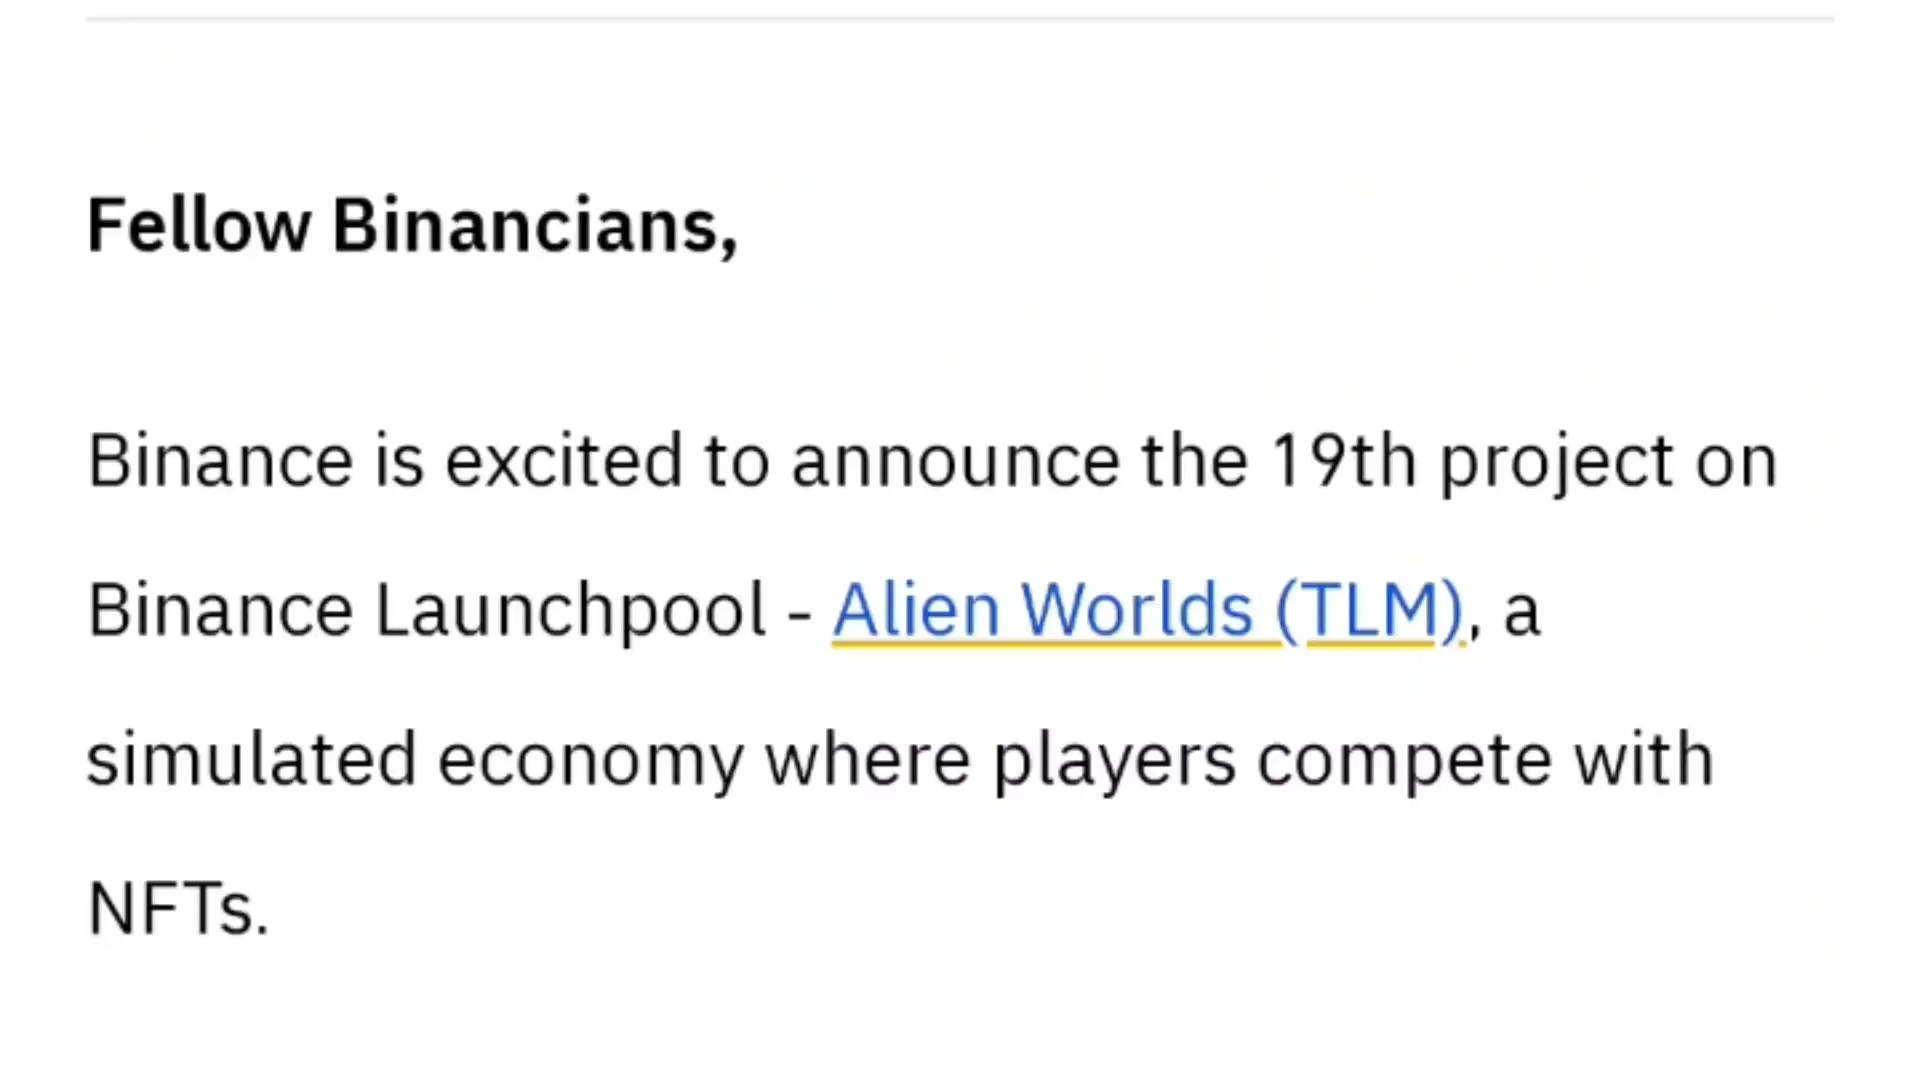 Fellow Binancians,
Binance is excited to announce the 19th project on
Binance Launchpool - Alien Worlds (TLM), a
simulated economy where players compete with
NFTs.